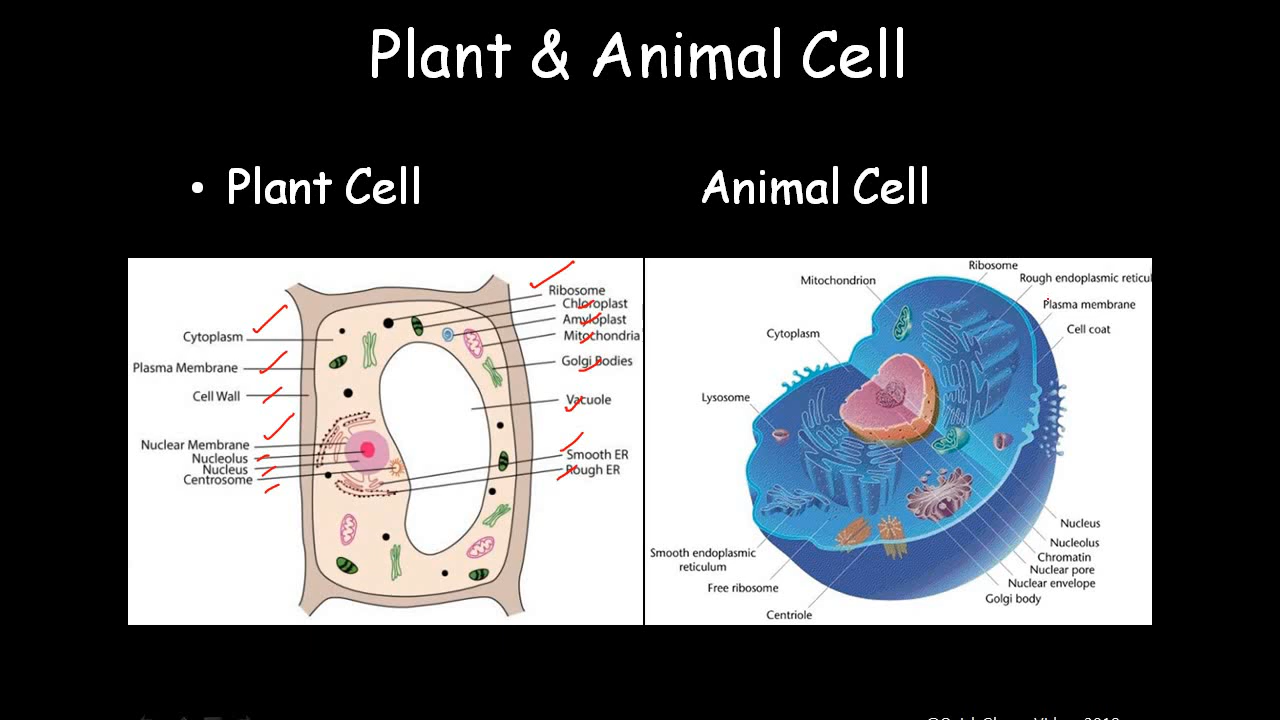 Plant & Animal Cell
• Plant Cell
Animal Cell
Cytoplasm
Plasma Membrane
Cell Wall
Nuclear Membrane
Nucleolus
Nucleus
Centrosome
Ribosome
Chloroplast
Amyloplast
Mitochondria
Golgi Bodies
Vacuole
Smooth ER
Rough ER
Mitochondrion
Cytoplasm
Lysosome
Smooth endoplasmic
reticulum
Free ribosome
Centriole
Ribosome
Rough endoplasmic reticul
Plasma membrane
Cell coat
Nucleus
Nucleolus
Chromatin
Nuclear pore
Nuclear envelope
Golgi body